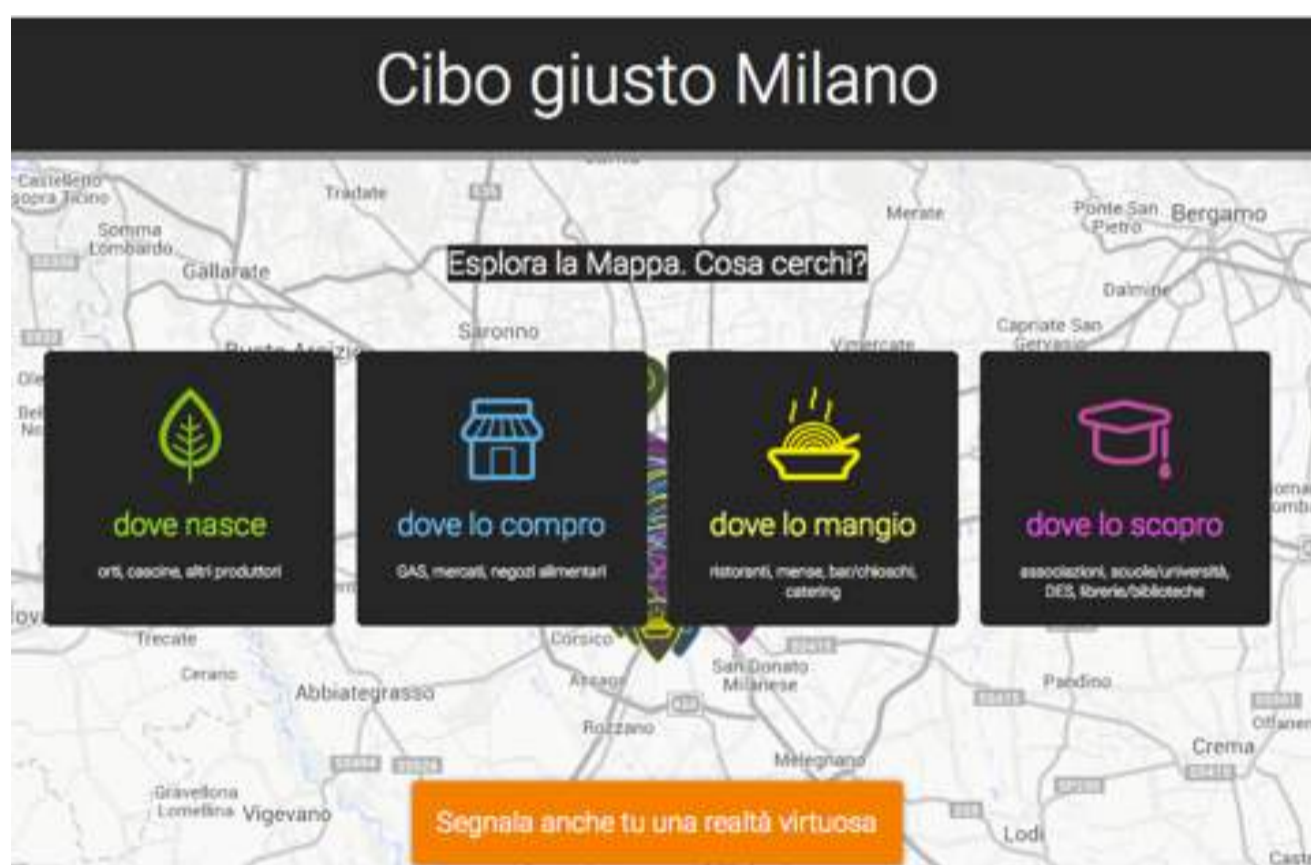 Cibo giusto Milano
Castelletto
sopra Ticino
Tradate
Merate
Ponte San
Pietro
Bergamo
Somma
Lombardo
Gallarate
Esplora la Mappa. Cosa cerchi?
Dalmine
Saronno
Capriate San
Gervasio
Vimercate
dove nasce
orti, cascine, altri produttori
dove lo compro
GAS, mercati, negozi alimentari
dove lo mangio
ristoranti, mense, bar/chioschi,
catering
dove lo scopro
associazioni, scuole/università,
DES, librerie/biblioteche
Trecate
Corsico
San Donato
Milanese
Cerano
Abbiategrasso
Assago
Pandino
Rozzano
Crema
Melegnano
Gravellona
Lomellina
Vigevano
Segnala anche tu una realtà virtuosa
Lodi